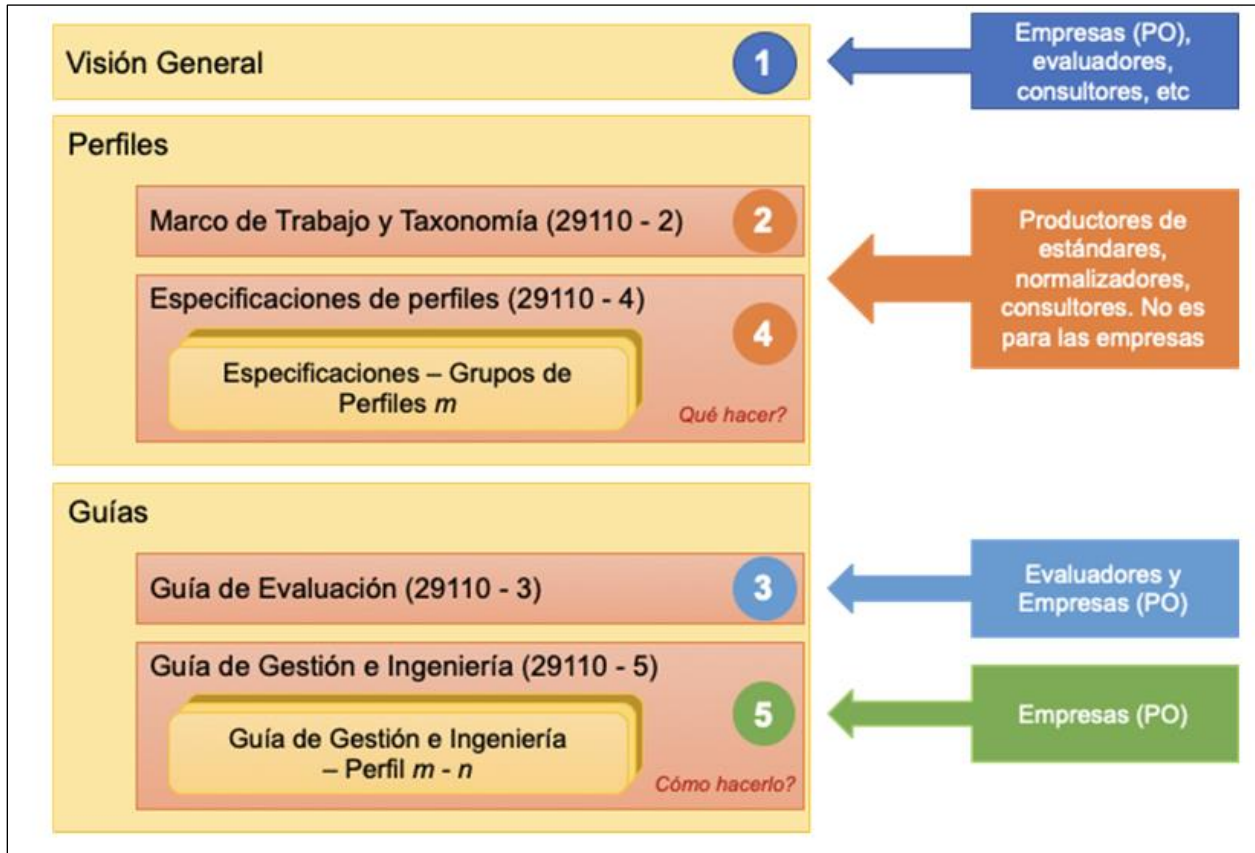 Visión General
1
Empresas (PO),
evaluadores,
consultores, etc
Perfiles
Marco de Trabajo y Taxonomía (29110 - 2)
2
Especificaciones de perfiles (29110 - 4)
4
Especificaciones – Grupos de
Perfiles m
Qué hacer?
Productores de
estándares,
normalizadores,
consultores. No es
para las empresas
Guías
Guía de Evaluación (29110 - 3)
3
Evaluadores y
Empresas (PO)
Guía de Gestión e Ingeniería (29110 - 5)
5
Guía de Gestión e Ingeniería
– Perfil m - n
Cómo hacerlo?
Empresas (PO)